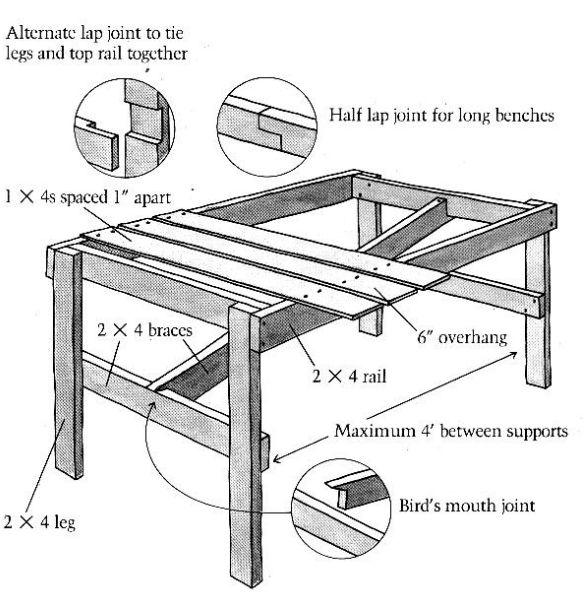 Alternate lap joint to tie
legs and top rail together
Half lap joint for long benches
1 × 4s spaced 1" apart
2 × 4 braces
6" overhang
2 × 4 rail
Maximum 4' between supports
Bird's mouth joint
2 × 4 leg